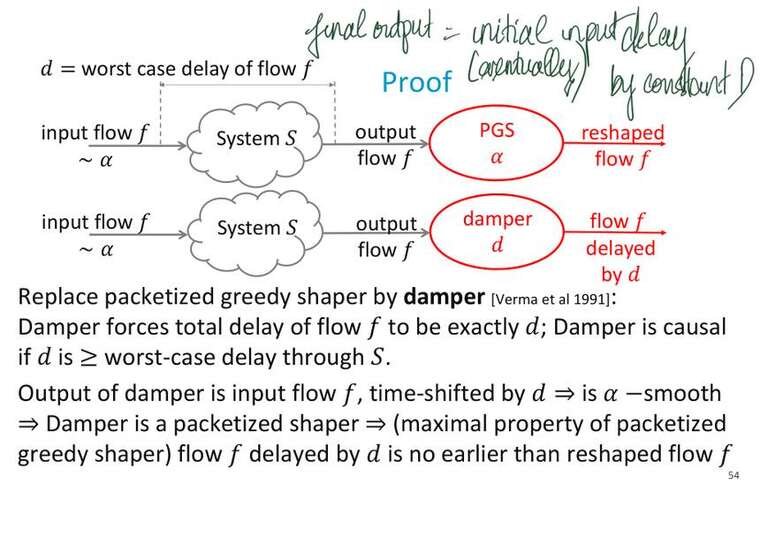 final output = initial input delay
(eventually) by constant D
d = worst case delay of flow f
Proof
input flow f
~ α
System S
output
flow f
PGS
α
reshaped
flow f
input flow f
~ α
System S
output
flow f
damper
d
flow f
delayed
by d
Replace packetized greedy shaper by damper [Verma et al 1991]:
Damper forces total delay of flow f to be exactly d; Damper is causal
if d is ≥ worst-case delay through S.
Output of damper is input flow f, time-shifted by d ⇒ is α −smooth
⇒ Damper is a packetized shaper ⇒ (maximal property of packetized
greedy shaper) flow f delayed by d is no earlier than reshaped flow f
54